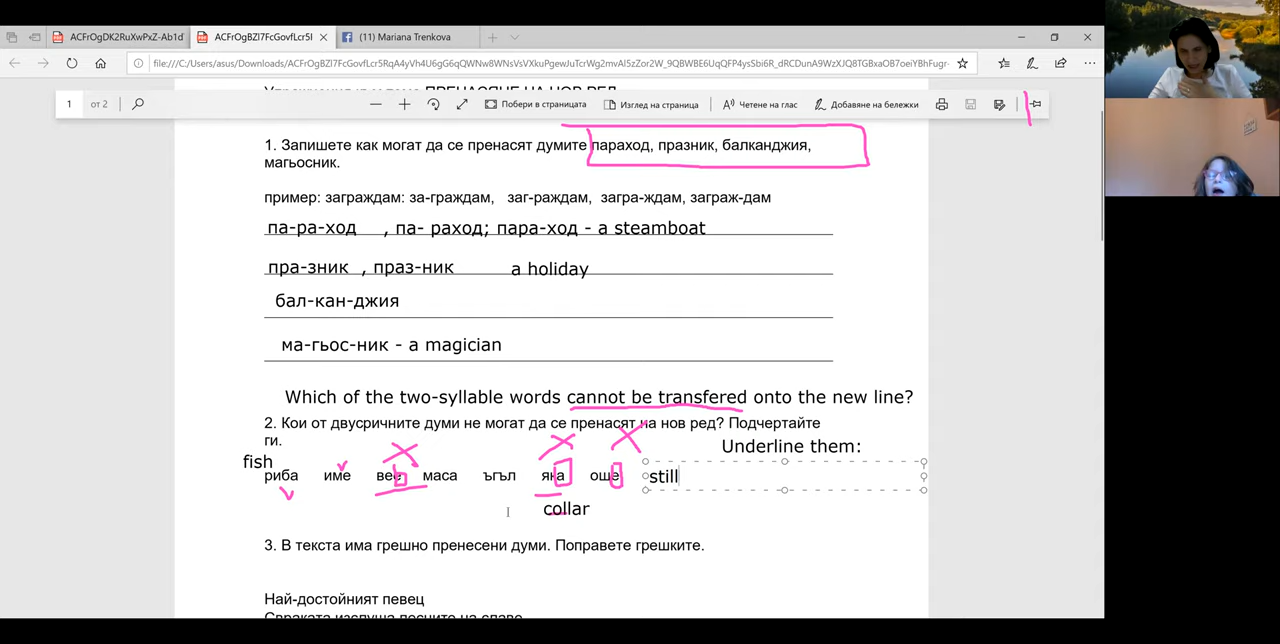 ACFrOgDK2RuXwPxZ-Ab1d
ACFrOgBZl7FcGovfLcr5l
(11) Mariana Trenkova
1 от 2
Побери в страницата
Изглед на страница
Четене на глас
Добавяне на бележки
1. Запишете как могат да се пренасят думите параход, празник, балканджия,
магьосник.
пример: заграждам: за-граждам, заг-раждам, загра-ждам, заграж-дам
па-ра-ход , па- раход; пара-ход - a steamboat
пра-зник , праз-ник a holiday
бал-кан-джия
ма-гьос-ник - a magician
Which of the two-syllable words cannot be transfered onto the new line?
2. Кои от двусричните думи не могат да се пренасят на нов ред? Подчертайте
ги.
Underline them:
fish
риба име вее маса ъгъл яка още still
collar
3. В текста има грешно пренесени думи. Поправете грешките.
Най-достойният певец